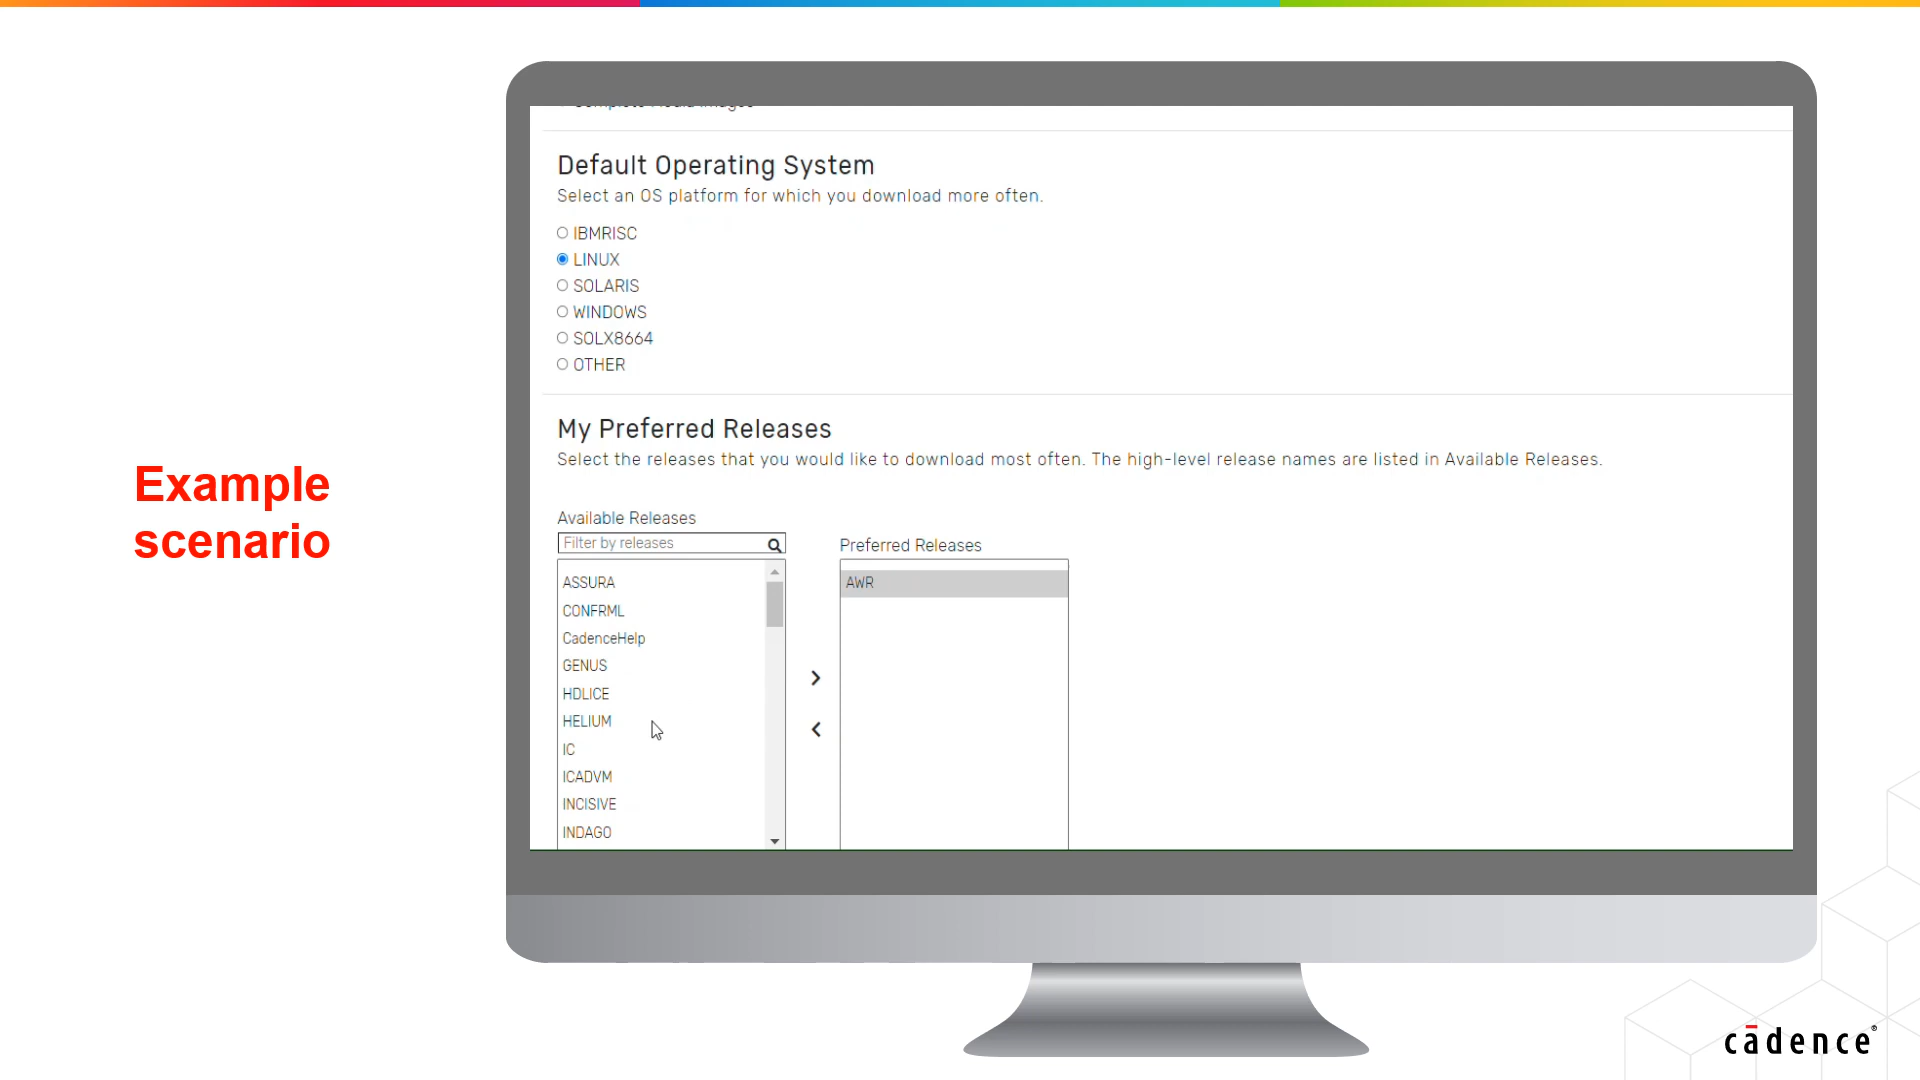 Example
scenario
Default Operating System
Select an OS platform for which you download more often.
IBMRISC
LINUX
SOLARIS
WINDOWS
SOLX8664
OTHER
My Preferred Releases
Select the releases that you would like to download most often. The high-level release names are listed in Available Releases.
Available Releases
Filter by releases
ASSURA
CONFRML
CadenceHelp
GENUS
HDLICE
HELIUM
IC
ICADVM
INCISIVE
INDAGO
Preferred Releases
AWR
cādence®